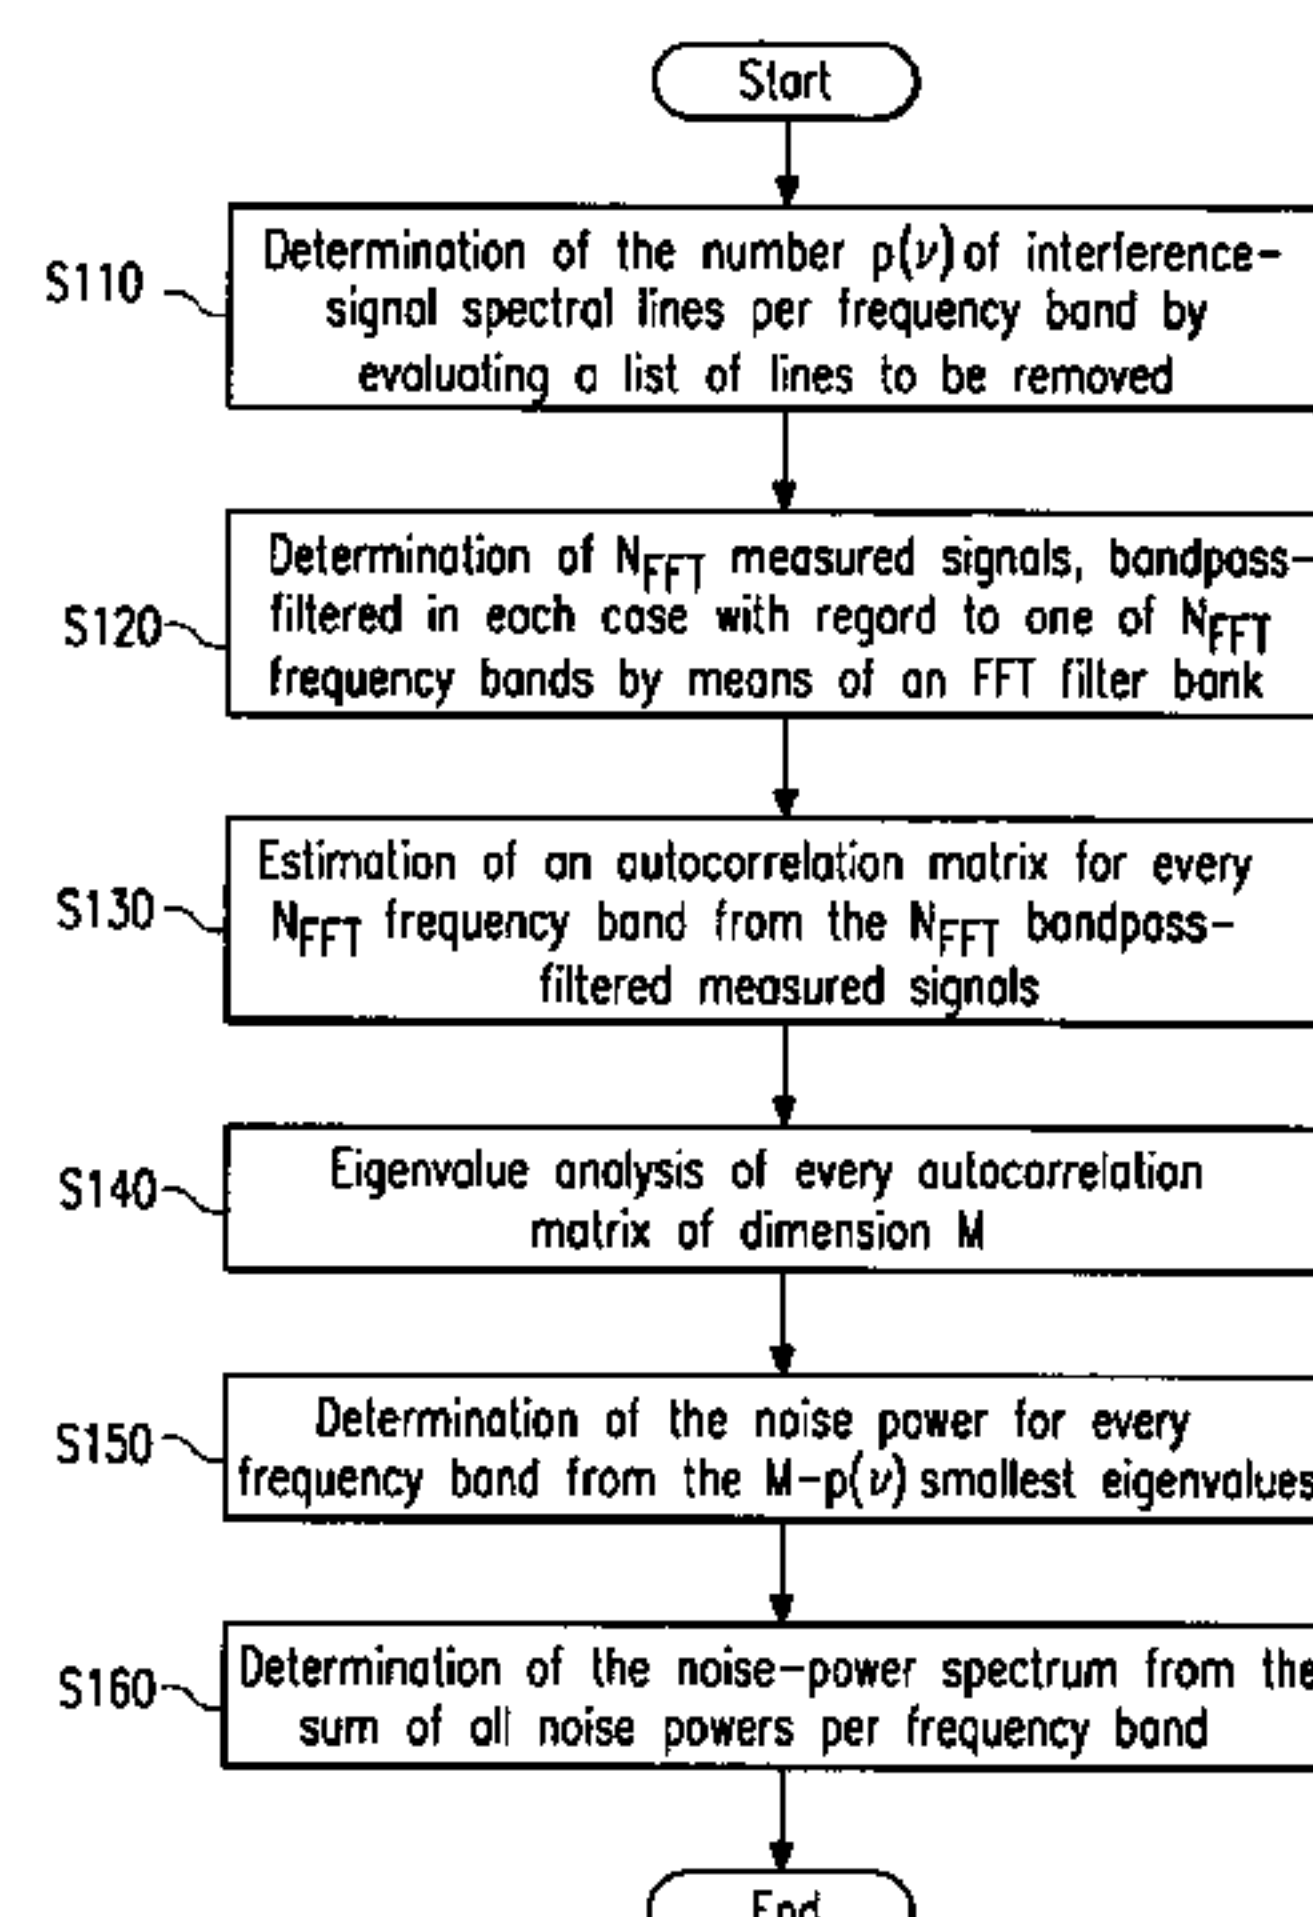 Start
S110
Determination of the number p(ν) of interference-
signal spectral lines per frequency band by
evaluating a list of lines to be removed
S120
Determination of NFFT measured signals, bandpass-
filtered in each case with regard to one of NFFT
frequency bands by means of an FFT filter bank
S130
Estimation of an autocorrelation matrix for every
NFFT frequency band from the NFFT bandpass-
filtered measured signals
S140
Eigenvalue analysis of every autocorrelation
matrix of dimension M
S150
Determination of the noise power for every
frequency band from the M-p(ν) smallest eigenvalues
S160
Determination of the noise-power spectrum from the
sum of all noise powers per frequency band
End